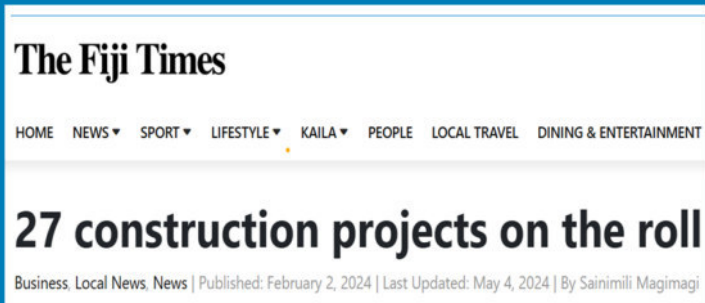 The Fiji Times
HOME NEWS SPORT LIFESTYLE KAILA PEOPLE LOCAL TRAVEL DINING & ENTERTAINMENT
27 construction projects on the roll
Business, Local News, News | Published: February 2, 2024 | Last Updated: May 4, 2024 | By Sainimili Magimagi